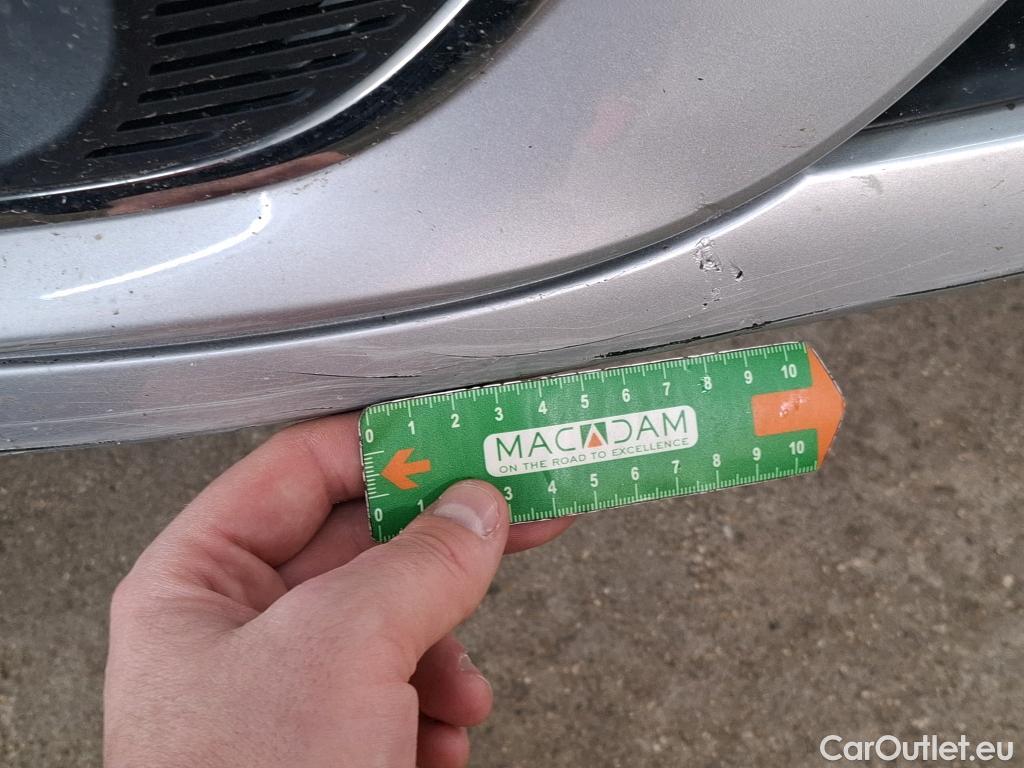 0 1 2 3 4 5 6 7 8 9 10
MACADAM
ON THE ROAD TO EXCELLENCE
0 1 3 4 5 6 7 8 9 10
CarOutlet.eu